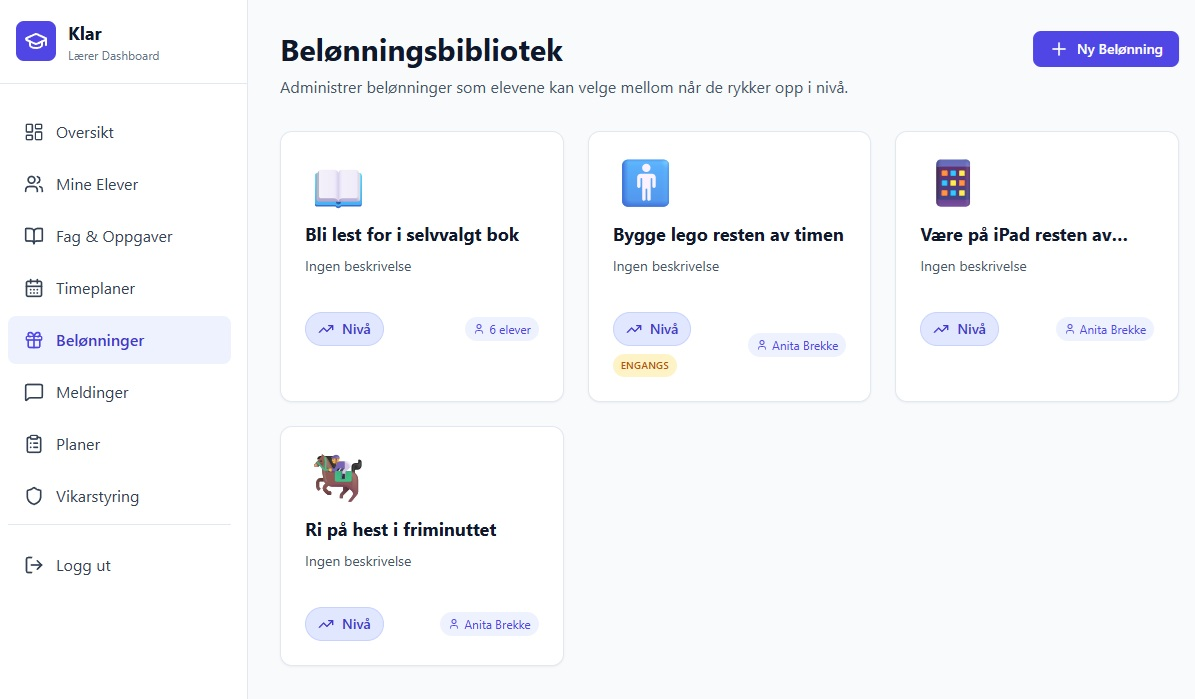 Klar
Lærer Dashboard
Oversikt
Mine Elever
Fag & Oppgaver
Timeplaner
Belønninger
Meldinger
Planer
Vikarstyring
Logg ut
Belønningsbibliotek
Ny Belønning
Administrer belønninger som elevene kan velge mellom når de rykker opp i nivå.
Bli lest for i selvvalgt bok
Ingen beskrivelse
Nivå
6 elever
Bygge lego resten av timen
Ingen beskrivelse
Nivå
Anita Brekke
ENGANGS
Være på iPad resten av...
Ingen beskrivelse
Nivå
Anita Brekke
Ri på hest i friminuttet
Ingen beskrivelse
Nivå
Anita Brekke